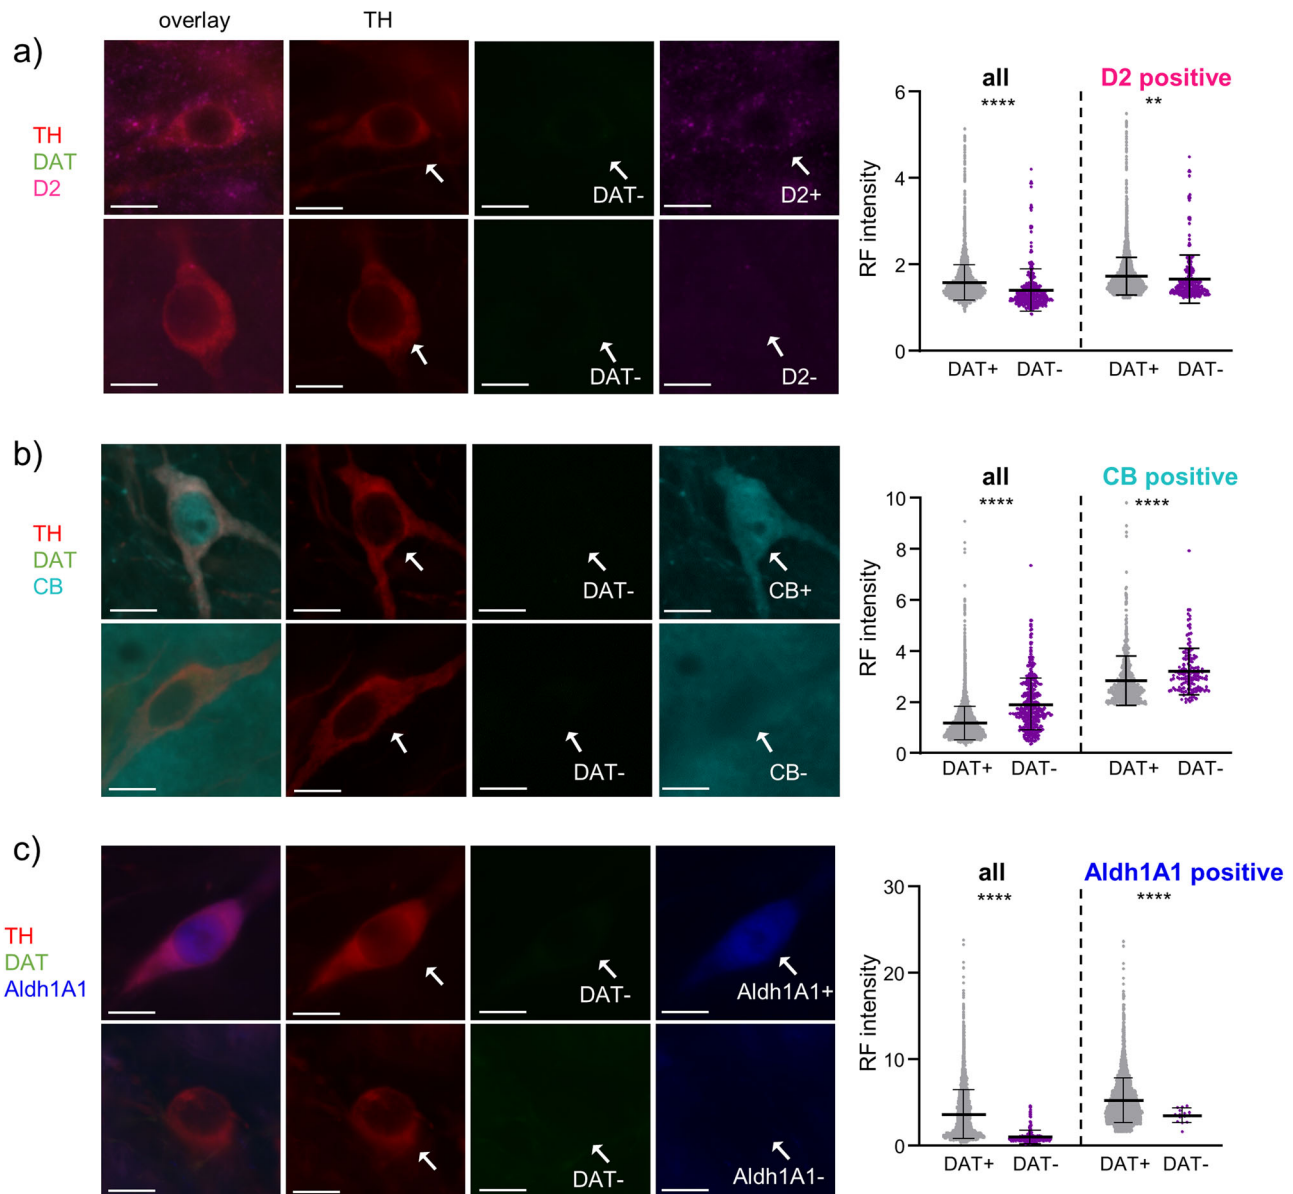 overlay TH
a)
TH
DAT
D2
DAT-
D2+
DAT-
D2-
all D2 positive
**** **
RF intensity
6
4
2
0
DAT+ DAT- DAT+ DAT-
b)
TH
DAT
CB
DAT-
CB+
DAT-
CB-
all CB positive
**** ****
RF intensity
10
8
6
4
2
0
DAT+ DAT- DAT+ DAT-
c)
TH
DAT
Aldh1A1
DAT-
Aldh1A1+
DAT-
Aldh1A1-
all Aldh1A1 positive
**** ****
RF intensity
30
20
10
0
DAT+ DAT- DAT+ DAT-